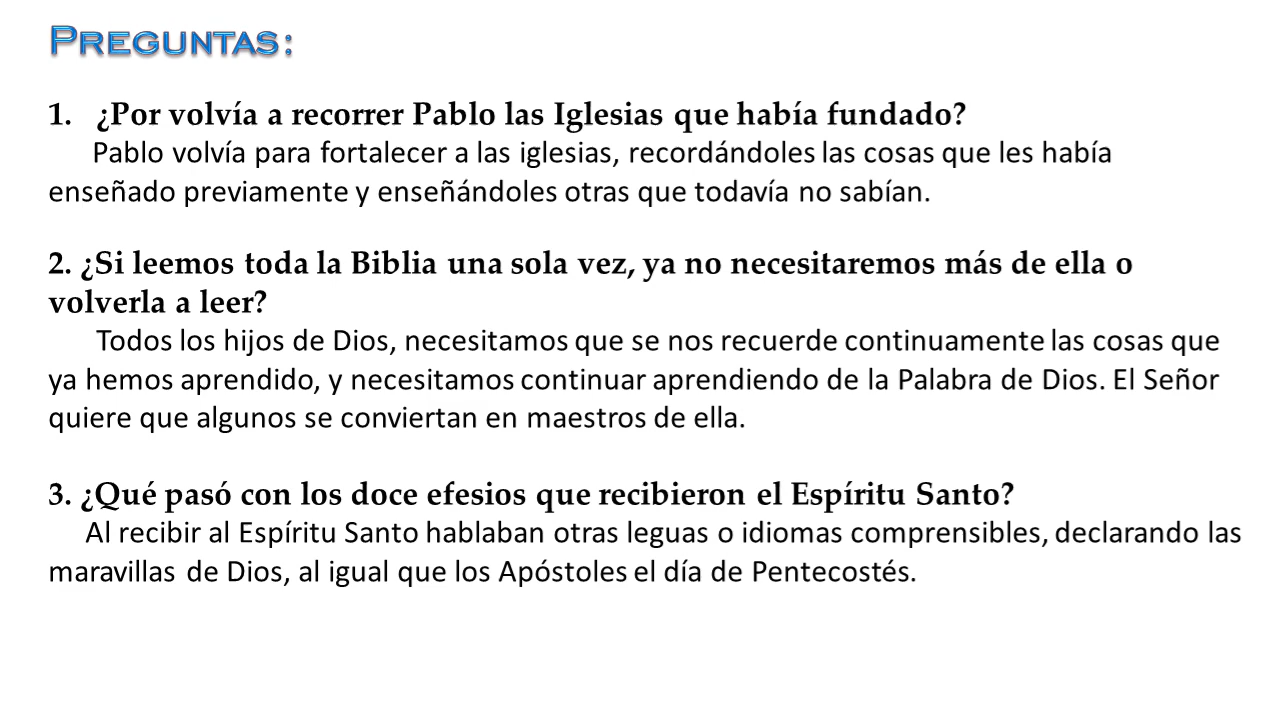 PREGUNTAS:
1. ¿Por volvía a recorrer Pablo las Iglesias que había fundado?
Pablo volvía para fortalecer a las iglesias, recordándoles las cosas que les había
enseñado previamente y enseñándoles otras que todavía no sabían.
2. ¿Si leemos toda la Biblia una sola vez, ya no necesitaremos más de ella o
volverla a leer?
Todos los hijos de Dios, necesitamos que se nos recuerde continuamente las cosas que
ya hemos aprendido, y necesitamos continuar aprendiendo de la Palabra de Dios. El Señor
quiere que algunos se conviertan en maestros de ella.
3. ¿Qué pasó con los doce efesios que recibieron el Espíritu Santo?
Al recibir al Espíritu Santo hablaban otras leguas o idiomas comprensibles, declarando las
maravillas de Dios, al igual que los Apóstoles el día de Pentecostés.